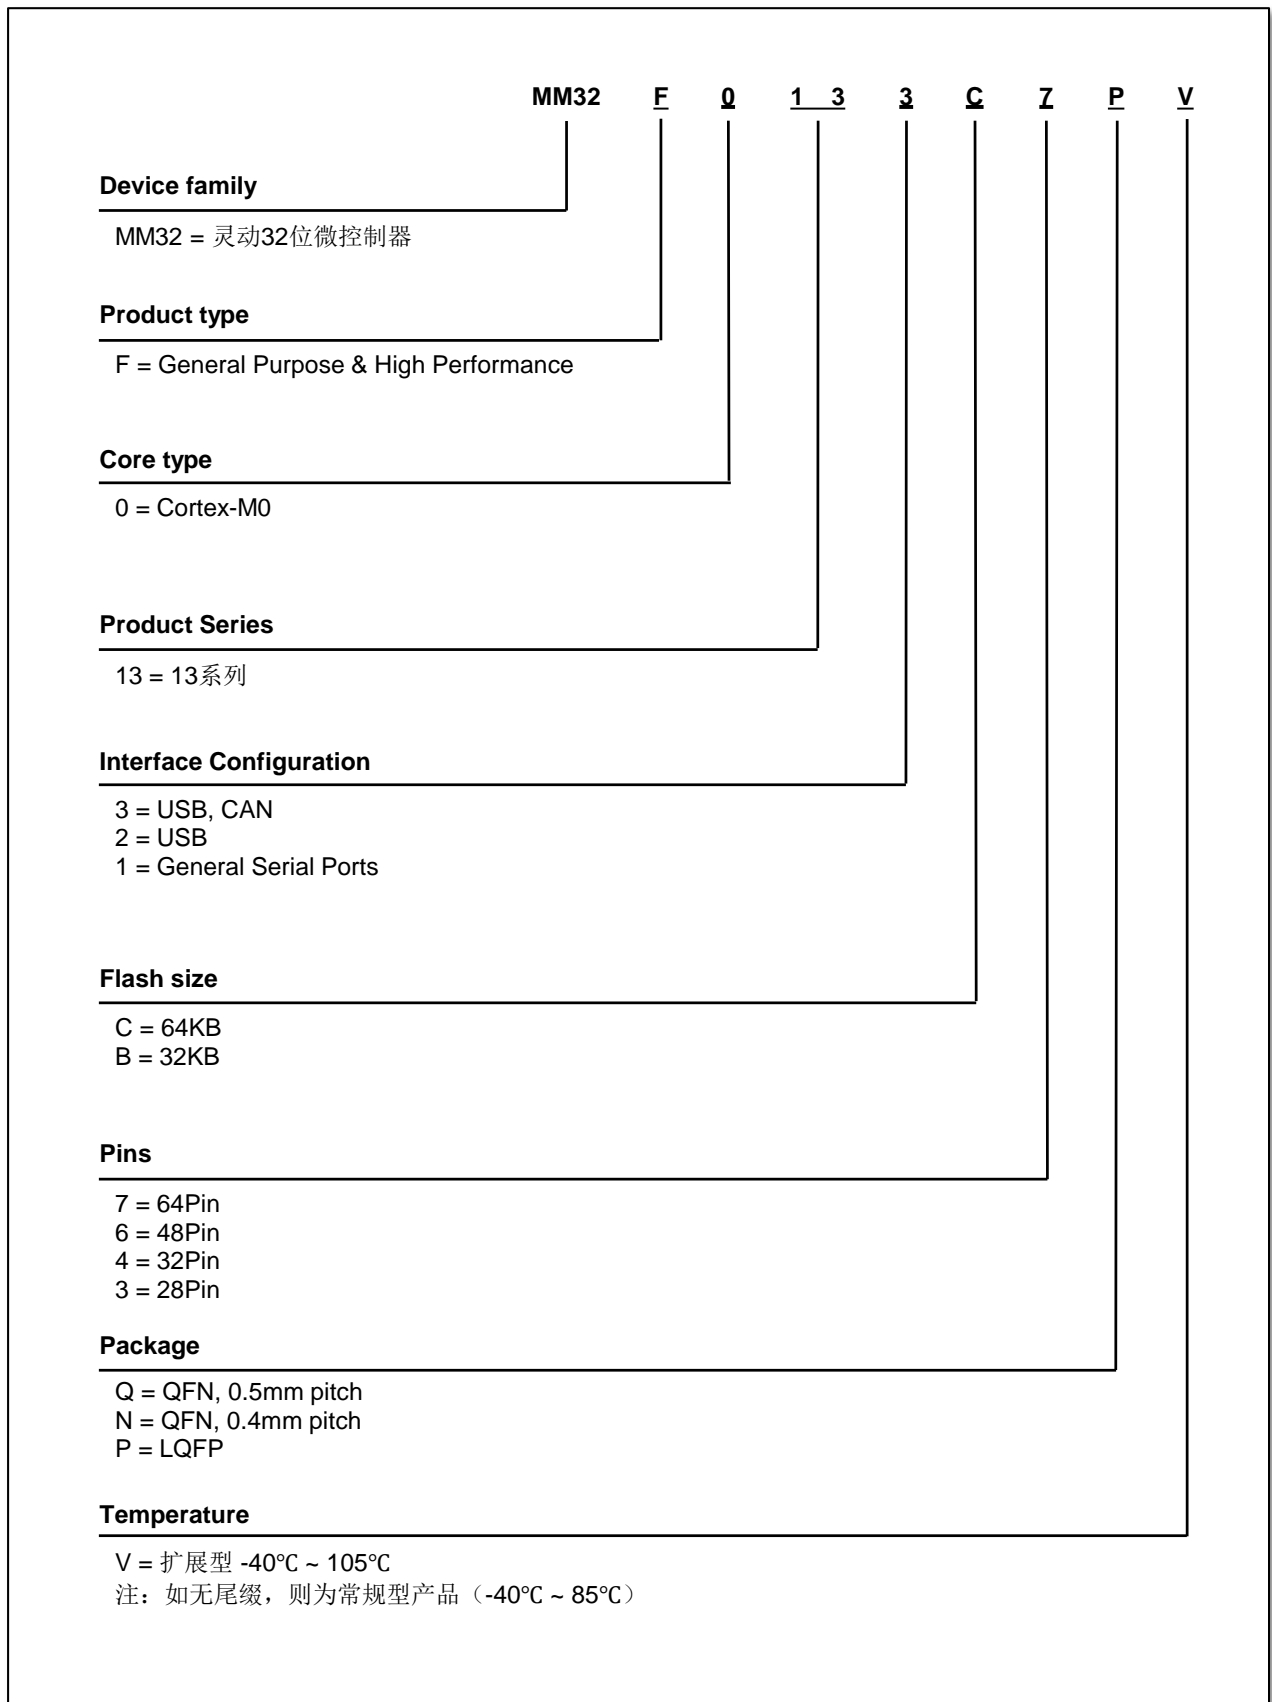 MM32 F 0 1 3 3 C 7 P V
Device family
MM32 = 灵动32位微控制器
Product type
F = General Purpose & High Performance
Core type
0 = Cortex-M0
Product Series
13 = 13系列
Interface Configuration
3 = USB, CAN
2 = USB
1 = General Serial Ports
Flash size
C = 64KB
B = 32KB
Pins
7 = 64Pin
6 = 48Pin
4 = 32Pin
3 = 28Pin
Package
Q = QFN, 0.5mm pitch
N = QFN, 0.4mm pitch
P = LQFP
Temperature
V = 扩展型 -40℃ ~ 105℃
注：如无尾缀，则为常规型产品（-40℃ ~ 85℃）